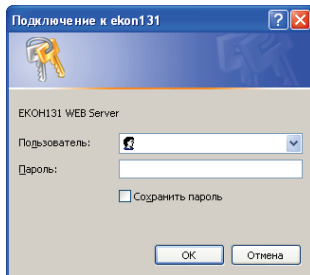 Подключение к ekon131
EKOH131 WEB Server
Пользователь:
Пароль:
Сохранить пароль
OK
Отмена